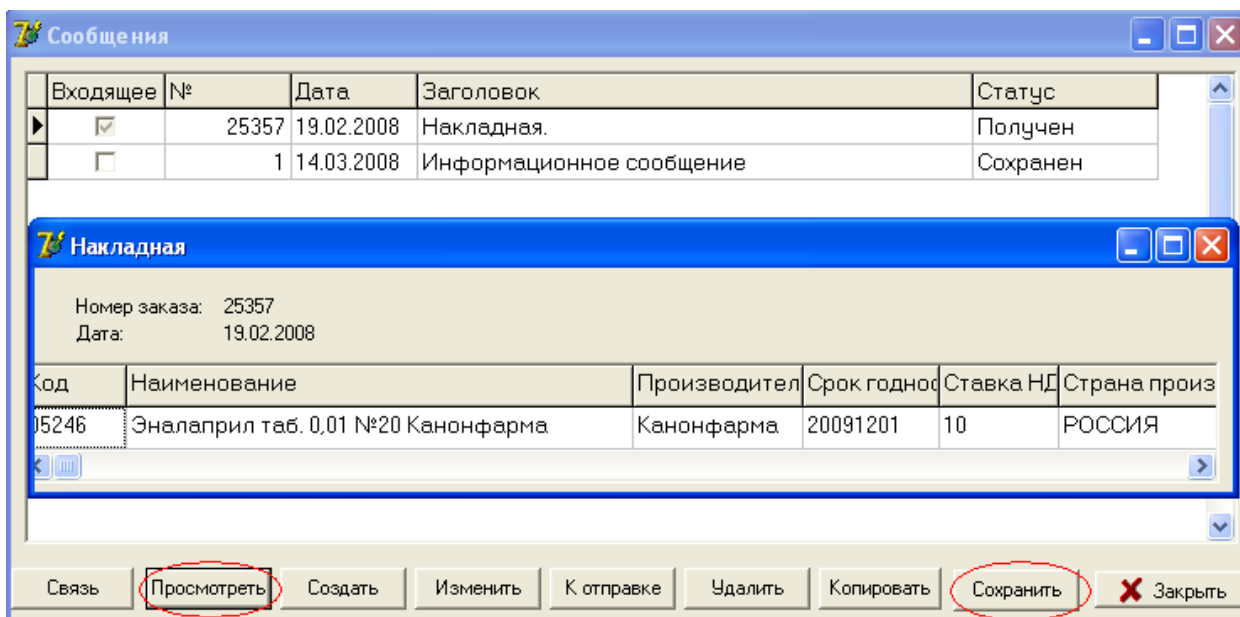 Сообщения
Входящее № Дата Заголовок Статус
25357 19.02.2008 Накладная. Получен
1 14.03.2008 Информационное сообщение Сохранен
Накладная
Номер заказа: 25357
Дата: 19.02.2008
Код Наименование Производител Срок годнос Ставка НД Страна произ
05246 Эналаприл таб. 0,01 №20 Канонфарма Канонфарма 20091201 10 РОССИЯ
Связь Просмотреть Создать Изменить К отправке Удалить Копировать Сохранить Закрыть